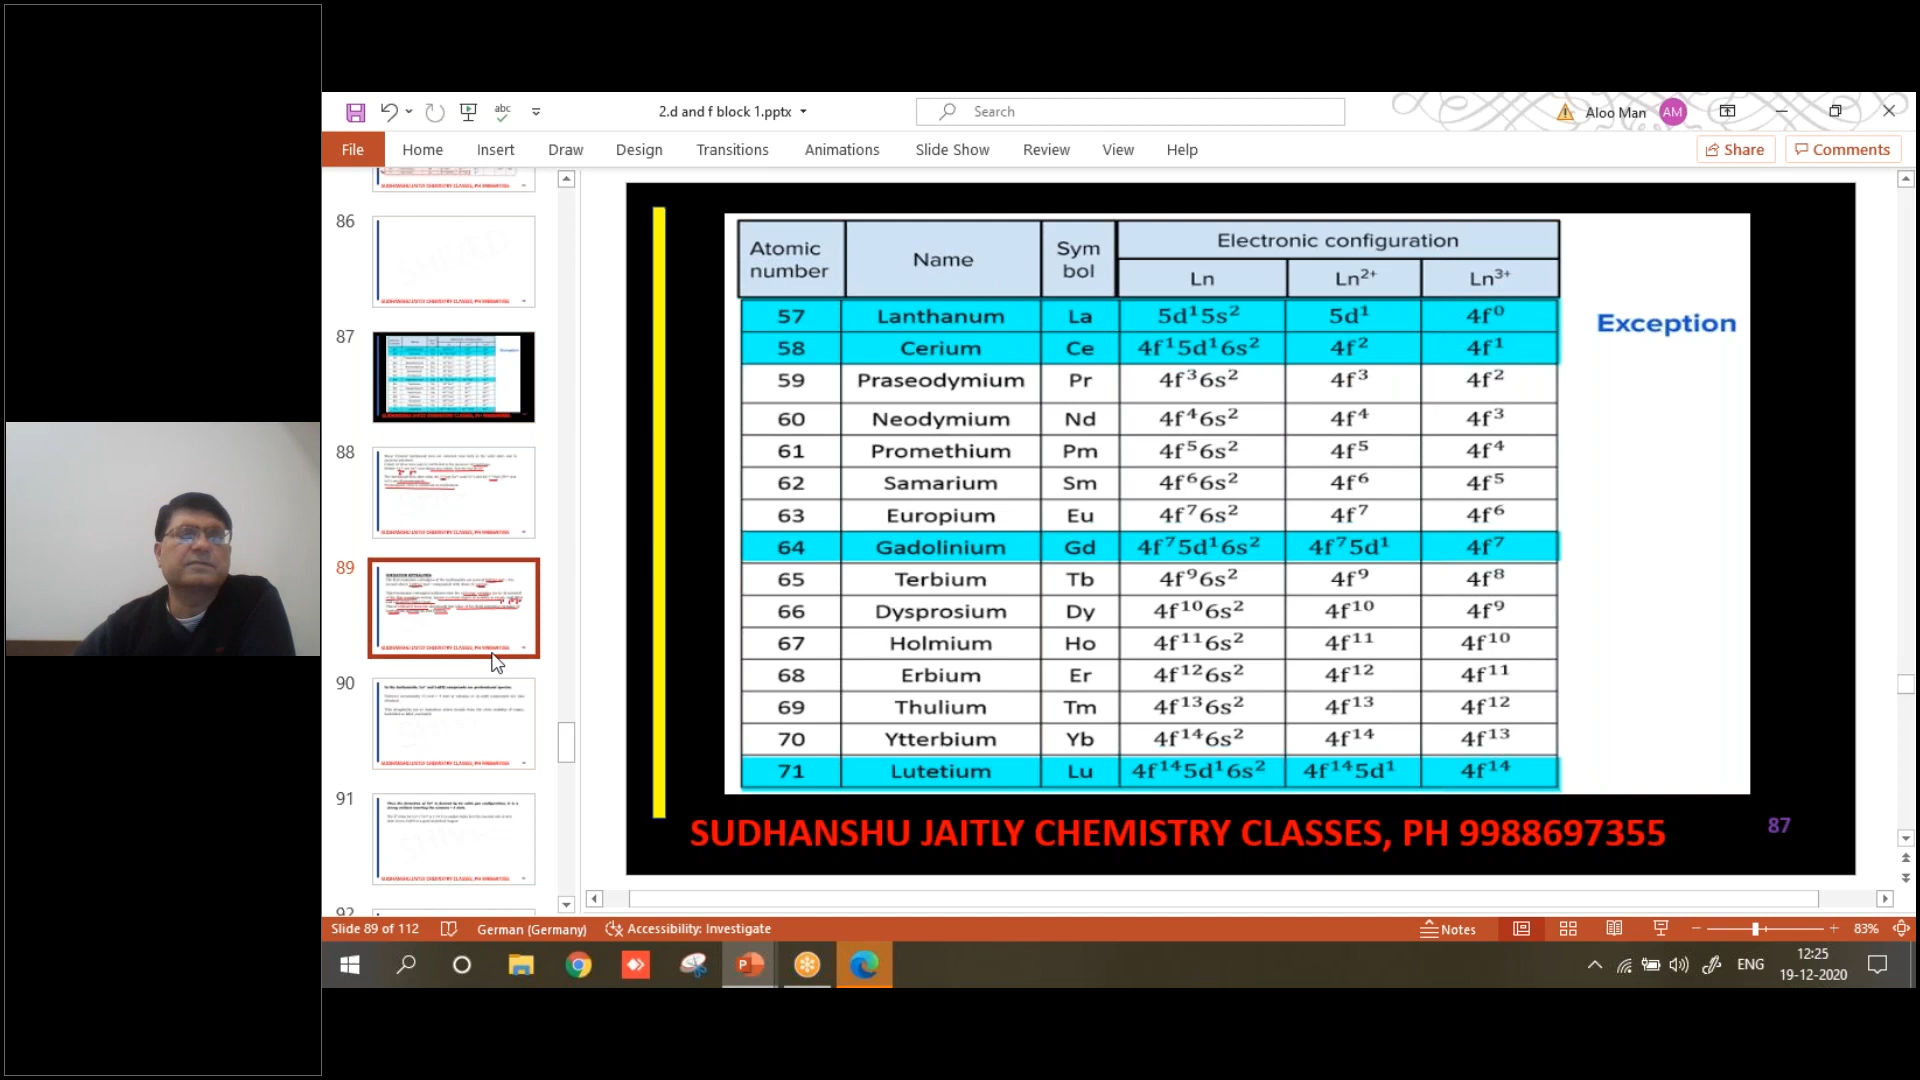 2.d and f block 1.pptx
Search
Aloo Man
AM
File
Home
Insert
Draw
Design
Transitions
Animations
Slide Show
Review
View
Help
Share
Comments
86
87
88
89
90
91
92
Atomic number Name Symbol Electronic configuration
Ln Ln²⁺ Ln³⁺
57 Lanthanum La 5d¹5s² 5d¹ 4f⁰
58 Cerium Ce 4f¹5d¹6s² 4f² 4f¹
59 Praseodymium Pr 4f³6s² 4f³ 4f²
60 Neodymium Nd 4f⁴6s² 4f⁴ 4f³
61 Promethium Pm 4f⁵6s² 4f⁵ 4f⁴
62 Samarium Sm 4f⁶6s² 4f⁶ 4f⁵
63 Europium Eu 4f⁷6s² 4f⁷ 4f⁶
64 Gadolinium Gd 4f⁷5d¹6s² 4f⁷5d¹ 4f⁷
65 Terbium Tb 4f⁹6s² 4f⁹ 4f⁸
66 Dysprosium Dy 4f¹⁰6s² 4f¹⁰ 4f⁹
67 Holmium Ho 4f¹¹6s² 4f¹¹ 4f¹⁰
68 Erbium Er 4f¹²6s² 4f¹² 4f¹¹
69 Thulium Tm 4f¹³6s² 4f¹³ 4f¹²
70 Ytterbium Yb 4f¹⁴6s² 4f¹⁴ 4f¹³
71 Lutetium Lu 4f¹⁴5d¹6s² 4f¹⁴5d¹ 4f¹⁴
Exception
SUDHANSHU JAITLY CHEMISTRY CLASSES, PH 9988697355
87
Slide 89 of 112
German (Germany)
Accessibility: Investigate
Notes
83%
ENG
12:25
19-12-2020